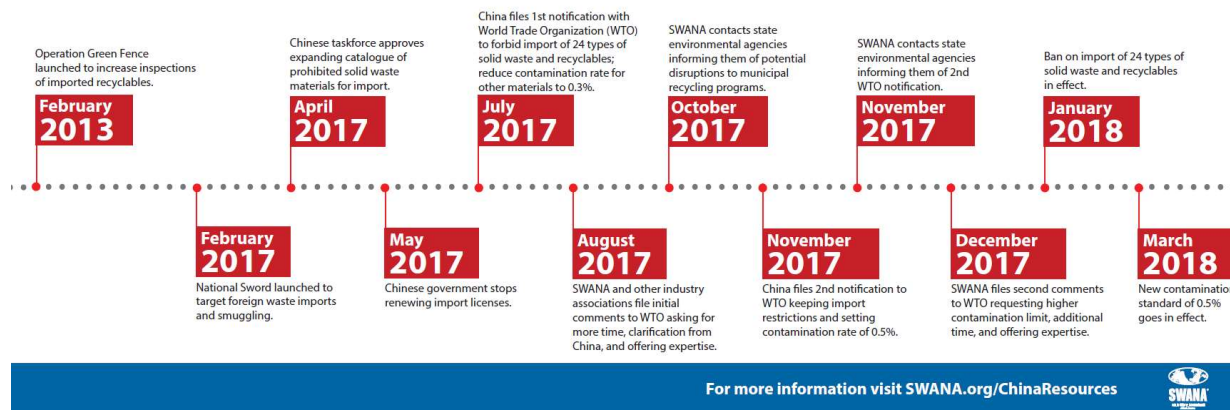 Operation Green Fence
launched to increase inspections
of imported recyclables.
February
2013
Chinese taskforce approves
expanding catalogue of
prohibited solid waste
materials for import.
April
2017
China files 1st notification with
World Trade Organization (WTO)
to forbid import of 24 types of
solid waste and recyclables;
reduce contamination rate for
other materials to 0.3%.
July
2017
SWANA contacts state
environmental agencies
informing them of potential
disruptions to municipal
recycling programs.
October
2017
SWANA contacts state
environmental agencies
informing them of 2nd
WTO notification.
November
2017
Ban on import of 24 types of
solid waste and recyclables
in effect.
January
2018
February
2017
National Sword launched to
target foreign waste imports
and smuggling.
May
2017
Chinese government stops
renewing import licenses.
August
2017
SWANA and other industry
associations file initial
comments to WTO asking for
more time, clarification from
China, and offering expertise.
November
2017
China files 2nd notification to
WTO keeping import
restrictions and setting
contamination rate of 0.5%.
December
2017
SWANA files second comments
to WTO requesting higher
contamination limit, additional
time, and offering expertise.
March
2018
New contamination
standard of 0.5%
goes in effect.
For more information visit SWANA.org/ChinaResources
SWANA